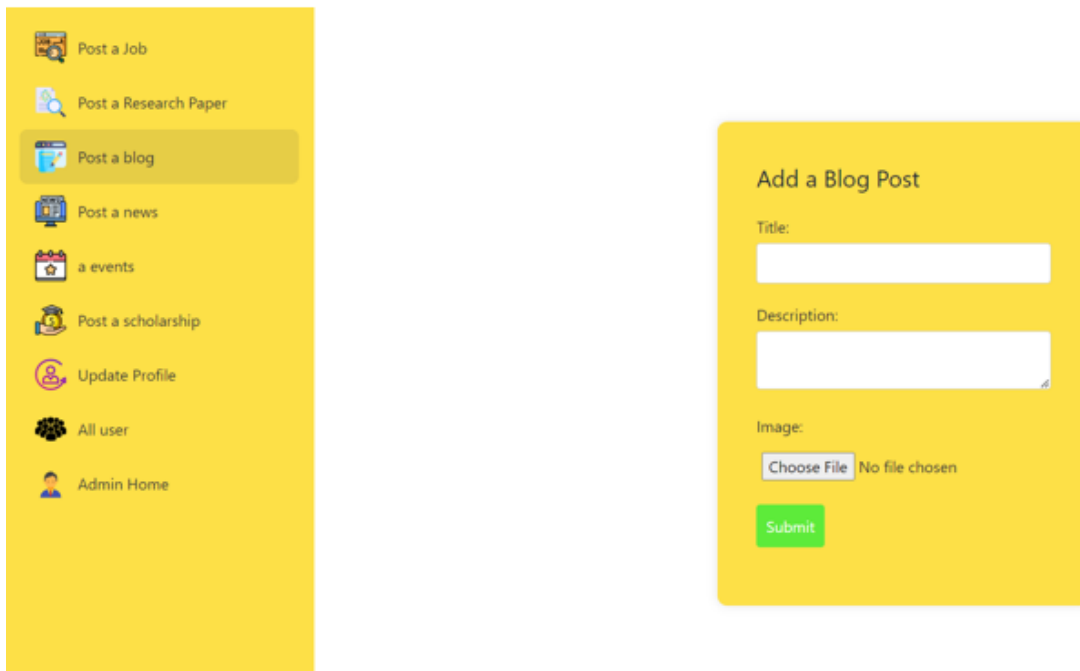 Post a Job
Post a Research Paper
Post a blog
Post a news
a events
Post a scholarship
Update Profile
All user
Admin Home
Add a Blog Post
Title:
Description:
Image:
Choose File No file chosen
Submit